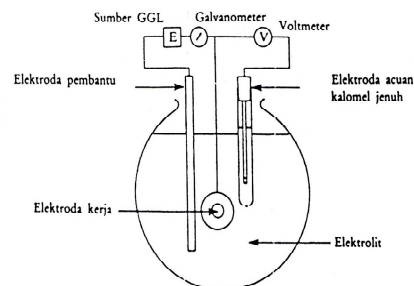 Sumber GGL
Galvanometer
E
V
Voltmeter
Elektroda pembantu
Elektroda acuan
kalomel jenuh
Elektroda kerja
Elektrolit